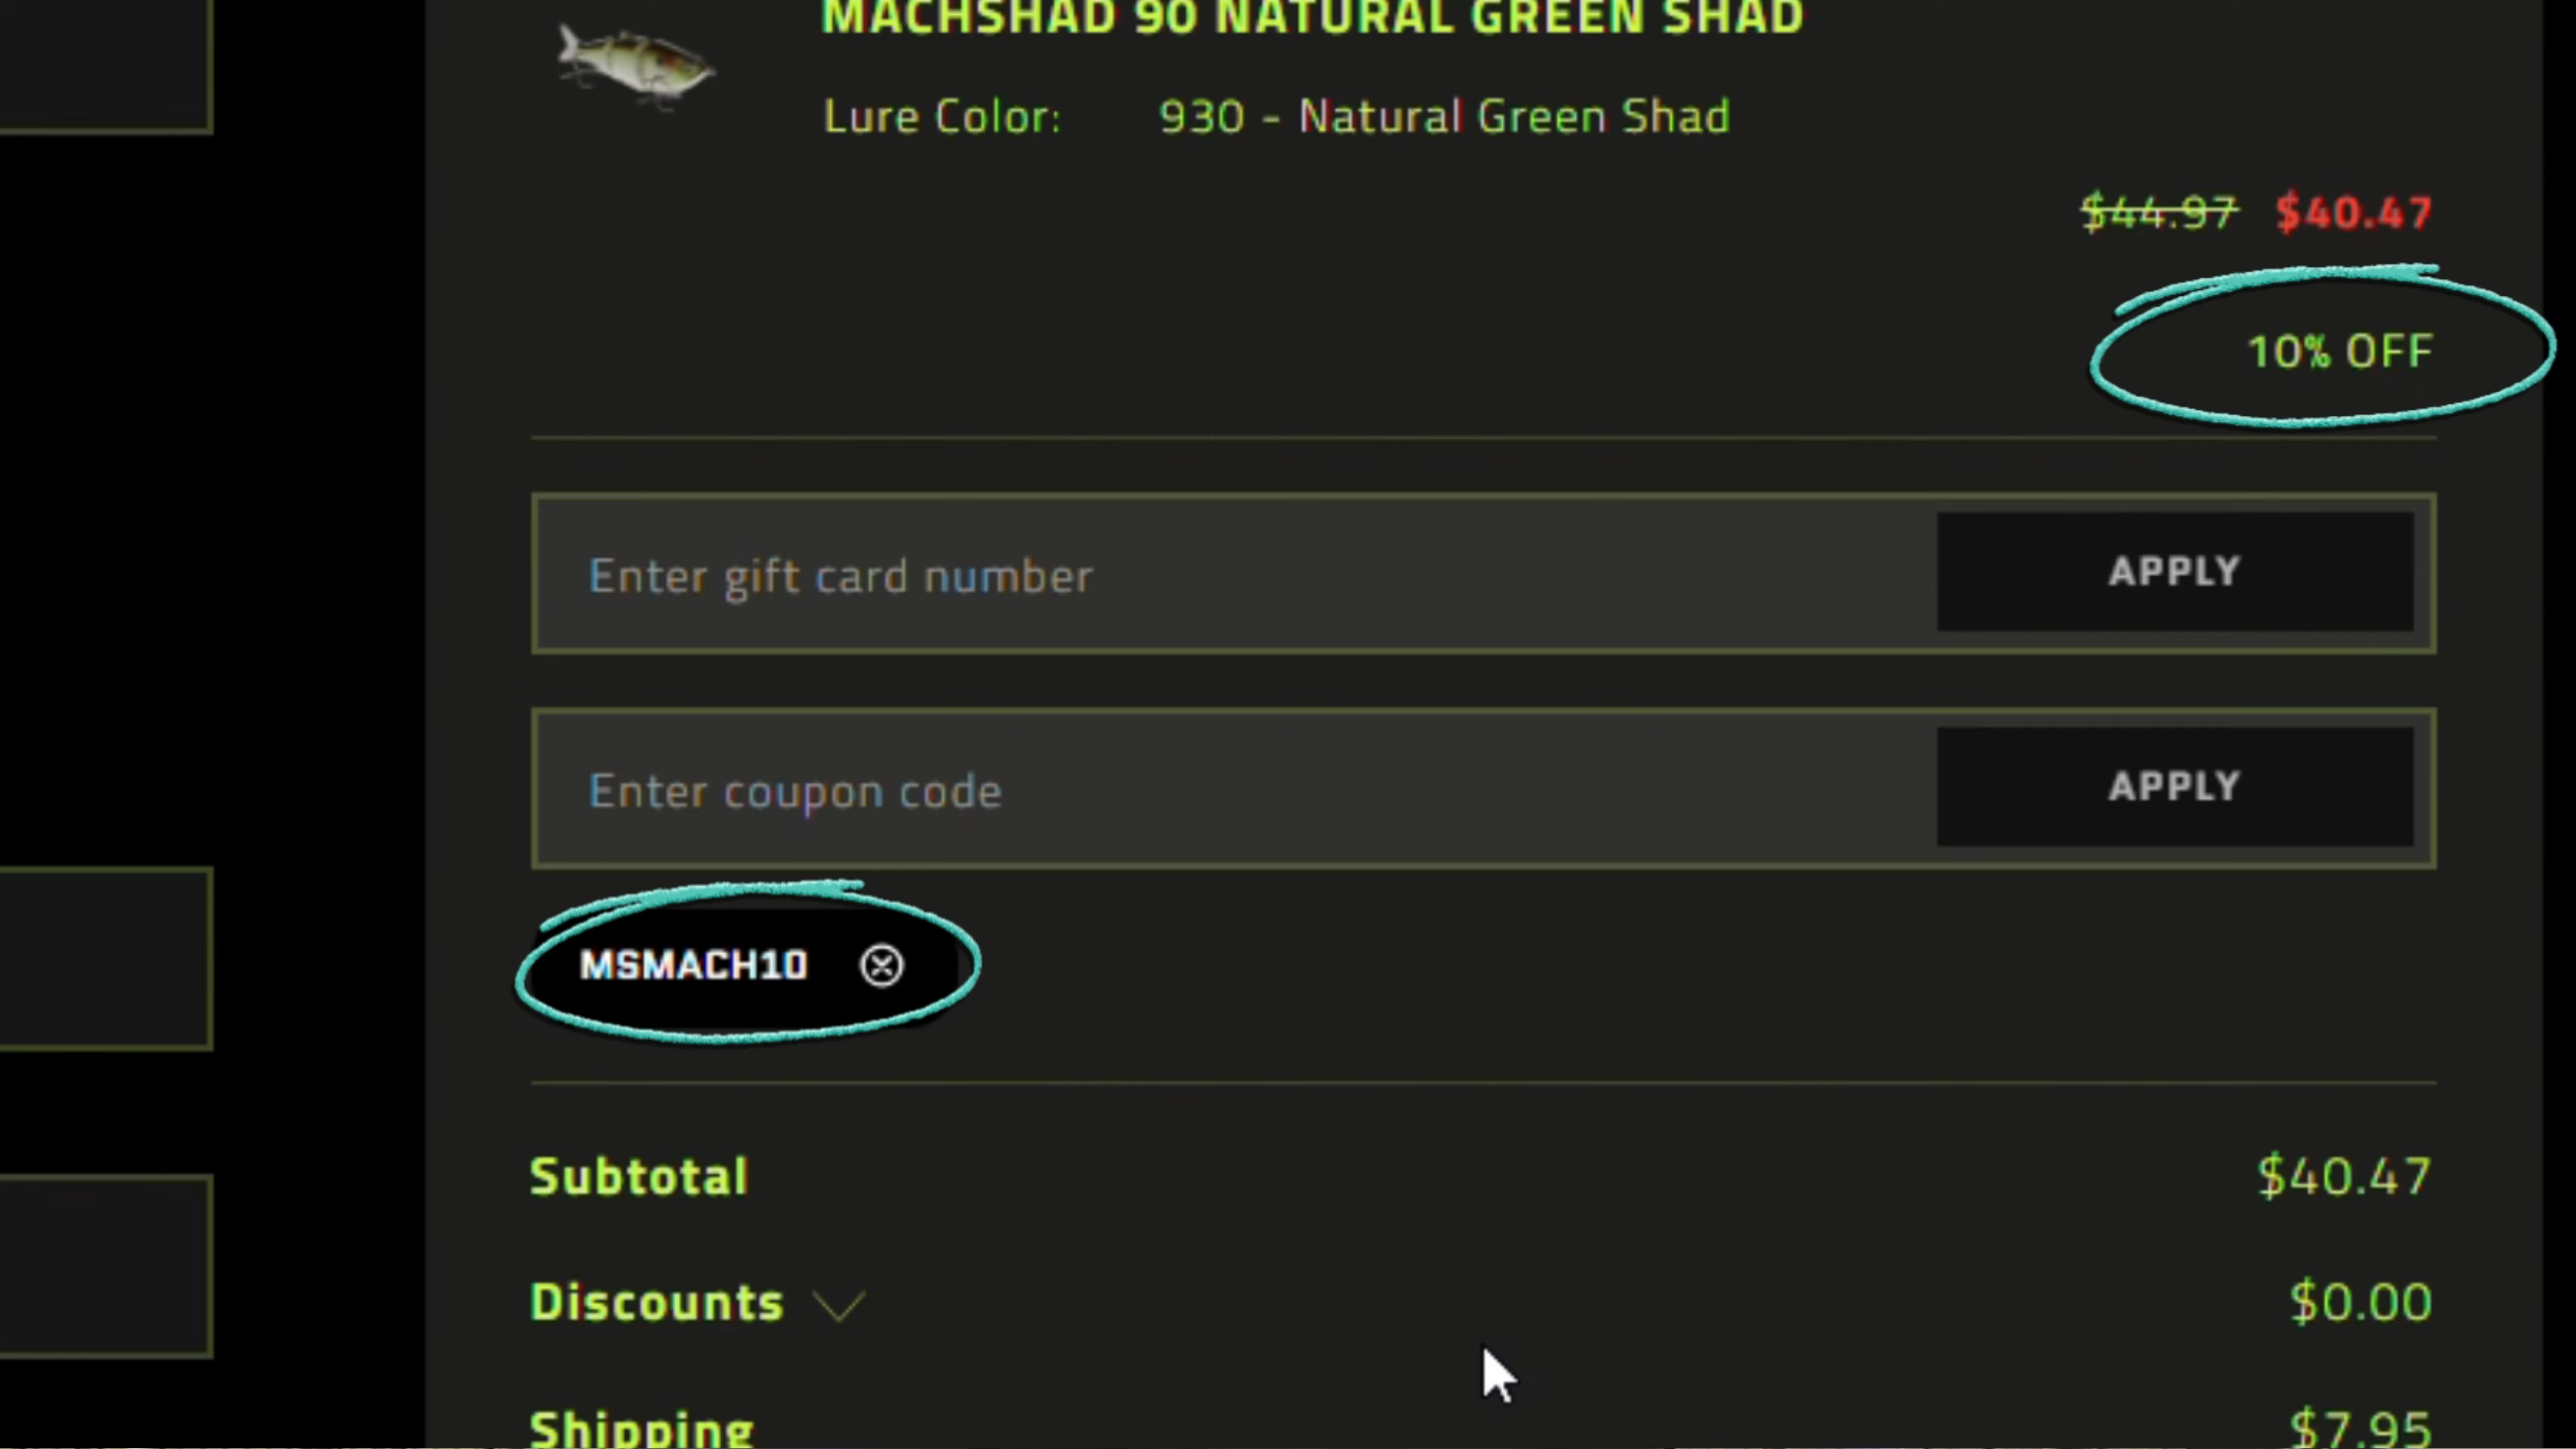 MACHSHAD 90 NATURAL GREEN SHAD
Lure Color: 930 - Natural Green Shad
$44.97 $40.47
10% OFF
Enter gift card number APPLY
Enter coupon code APPLY
MSMACH10
Subtotal $40.47
Discounts $0.00
Shipping $7.95